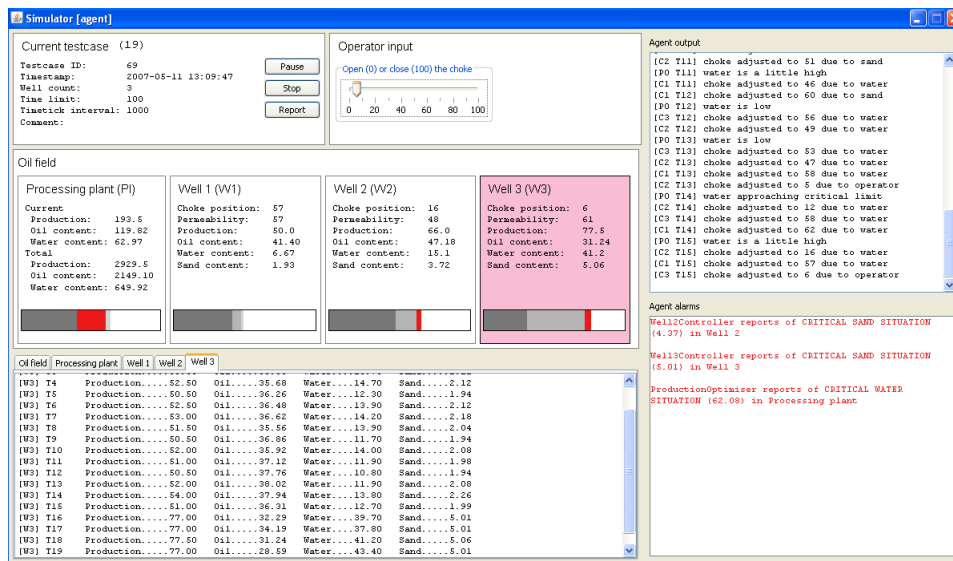 Simulator [agent]
Current testcase (19)
Testcase ID: 69
Timestamp: 2007-05-11 13:09:47
Well count: 3
Time limit: 100
Timetick interval: 1000
Comment:
Pause
Stop
Report
Operator input
Open (0) or close (100) the choke
0 20 40 60 80 100
Oil field
Processing plant (Pl)
Current
Production: 193.5
Oil content: 119.82
Water content: 62.97
Total
Production: 2929.5
Oil content: 2149.10
Water content: 649.92
Well 1 (W1)
Choke position: 57
Permeability: 57
Production: 50.0
Oil content: 41.40
Water content: 6.67
Sand content: 1.93
Well 2 (W2)
Choke position: 16
Permeability: 48
Production: 66.0
Oil content: 47.18
Water content: 15.1
Sand content: 3.72
Well 3 (W3)
Choke position: 6
Permeability: 61
Production: 77.5
Oil content: 31.24
Water content: 41.2
Sand content: 5.06
Oil field Processing plant Well 1 Well 2 Well 3
[W3] T4 Production.....52.50 Oil.....35.68 Water....14.70 Sand....2.12
[W3] T5 Production.....50.50 Oil.....36.26 Water....12.30 Sand....1.94
[W3] T6 Production.....52.50 Oil.....36.48 Water....13.90 Sand....2.12
[W3] T7 Production.....53.00 Oil.....36.62 Water....14.20 Sand....2.18
[W3] T8 Production.....51.50 Oil.....35.56 Water....13.90 Sand....2.04
[W3] T9 Production.....50.50 Oil.....36.86 Water....11.70 Sand....1.94
[W3] T10 Production.....52.00 Oil.....35.92 Water....14.00 Sand....2.08
[W3] T11 Production.....51.00 Oil.....37.12 Water....11.90 Sand....1.98
[W3] T12 Production.....50.50 Oil.....37.76 Water....10.80 Sand....1.94
[W3] T13 Production.....52.00 Oil.....38.02 Water....11.90 Sand....2.08
[W3] T14 Production.....54.00 Oil.....37.94 Water....13.80 Sand....2.26
[W3] T15 Production.....51.00 Oil.....36.31 Water....12.70 Sand....1.99
[W3] T16 Production.....77.00 Oil.....32.29 Water....39.70 Sand....5.01
[W3] T17 Production.....77.00 Oil.....34.19 Water....37.80 Sand....5.01
[W3] T18 Production.....77.50 Oil.....31.24 Water....41.20 Sand....5.06
[W3] T19 Production.....77.00 Oil.....28.59 Water....43.40 Sand....5.01
Agent output
[C2 T11] choke adjusted to 51 due to sand
[PO T11] water is a little high
[C1 T11] choke adjusted to 46 due to water
[C1 T12] choke adjusted to 60 due to sand
[PO T12] water is low
[C3 T12] choke adjusted to 56 due to water
[C2 T12] choke adjusted to 49 due to water
[PO T13] water is low
[C3 T13] choke adjusted to 53 due to water
[C2 T13] choke adjusted to 47 due to water
[C1 T13] choke adjusted to 58 due to water
[C2 T13] choke adjusted to 5 due to operator
[PO T14] water approaching critical limit
[C2 T14] choke adjusted to 12 due to water
[C3 T14] choke adjusted to 58 due to water
[C1 T14] choke adjusted to 62 due to water
[PO T15] water is a little high
[C2 T15] choke adjusted to 16 due to water
[C1 T15] choke adjusted to 57 due to water
[C3 T15] choke adjusted to 6 due to operator
Agent alarms
Well2Controller reports of CRITICAL SAND SITUATION
(4.37) in Well 2
Well3Controller reports of CRITICAL SAND SITUATION
(5.01) in Well 3
ProductionOptimiser reports of CRITICAL WATER
SITUATION (62.08) in Processing plant